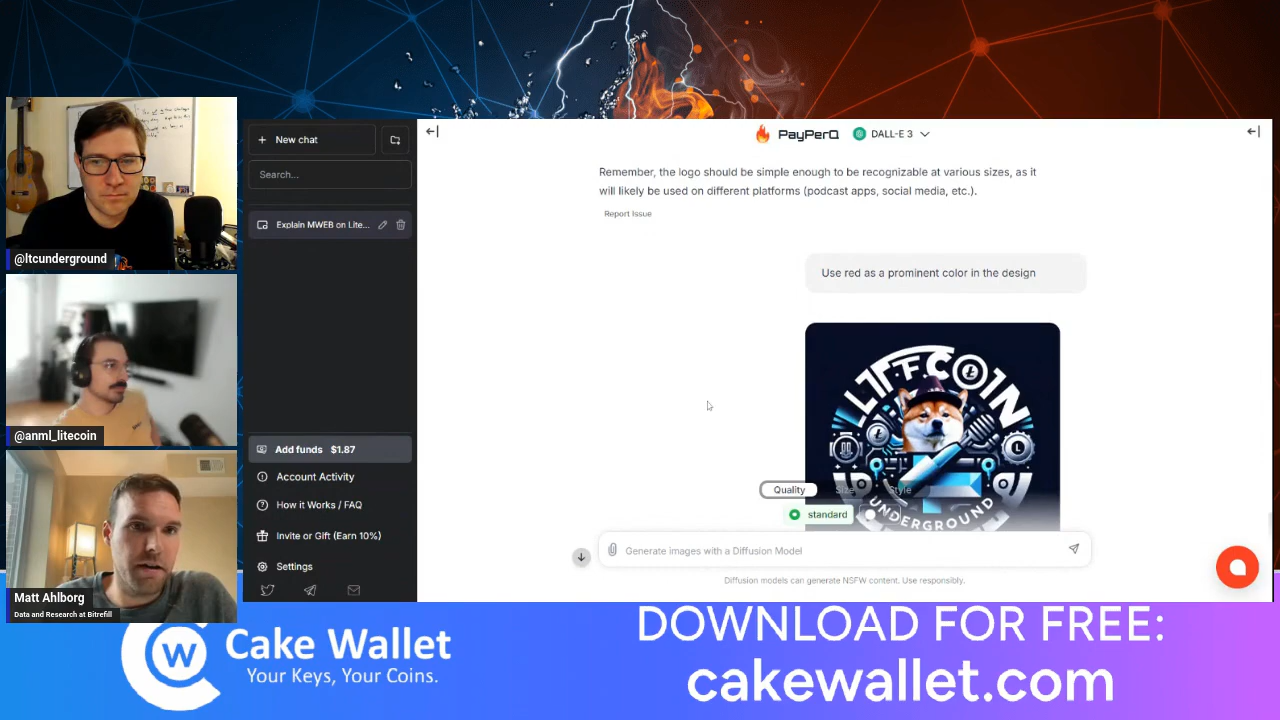 @ltcunderground
@anml_litecoin
Matt Ahlborg
Data and Research at Bitrefill
New chat
Search...
Explain MWEB on Lite...
Add funds $1.87
Account Activity
How it Works / FAQ
Invite or Gift (Earn 10%)
Settings
PayPerQ DALL-E 3
Remember, the logo should be simple enough to be recognizable at various sizes, as it
will likely be used on different platforms (podcast apps, social media, etc.).
Report Issue
Use red as a prominent color in the design
UNDERGROUND
Quality Size Style
standard
Generate images with a Diffusion Model
Diffusion models can generate NSFW content. Use responsibly.
Cake Wallet
Your Keys, Your Coins.
DOWNLOAD FOR FREE:
cakewallet.com